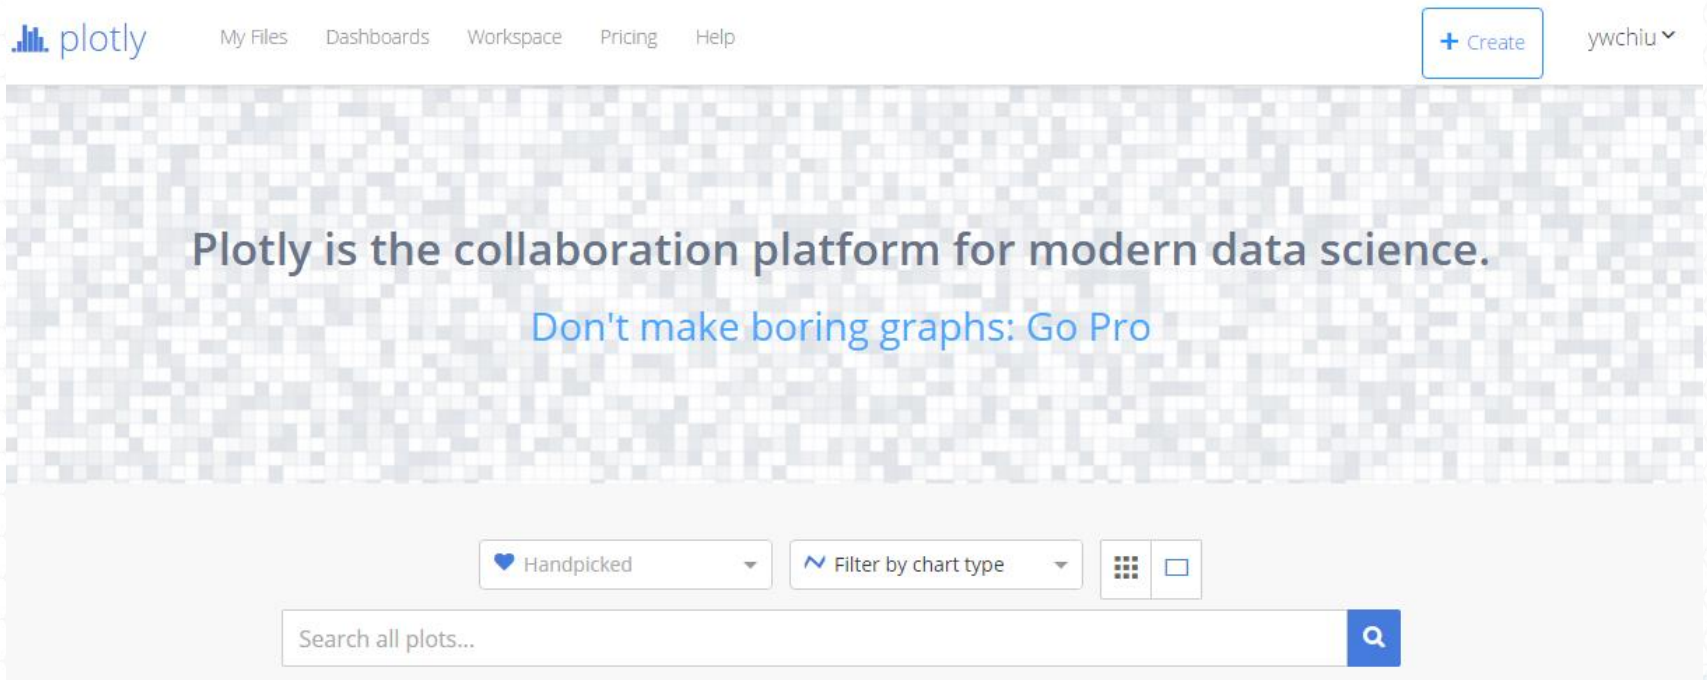 plotly My Files Dashboards Workspace Pricing Help + Create ywchiu
Plotly is the collaboration platform for modern data science.
Don't make boring graphs: Go Pro
Handpicked Filter by chart type
Search all plots...